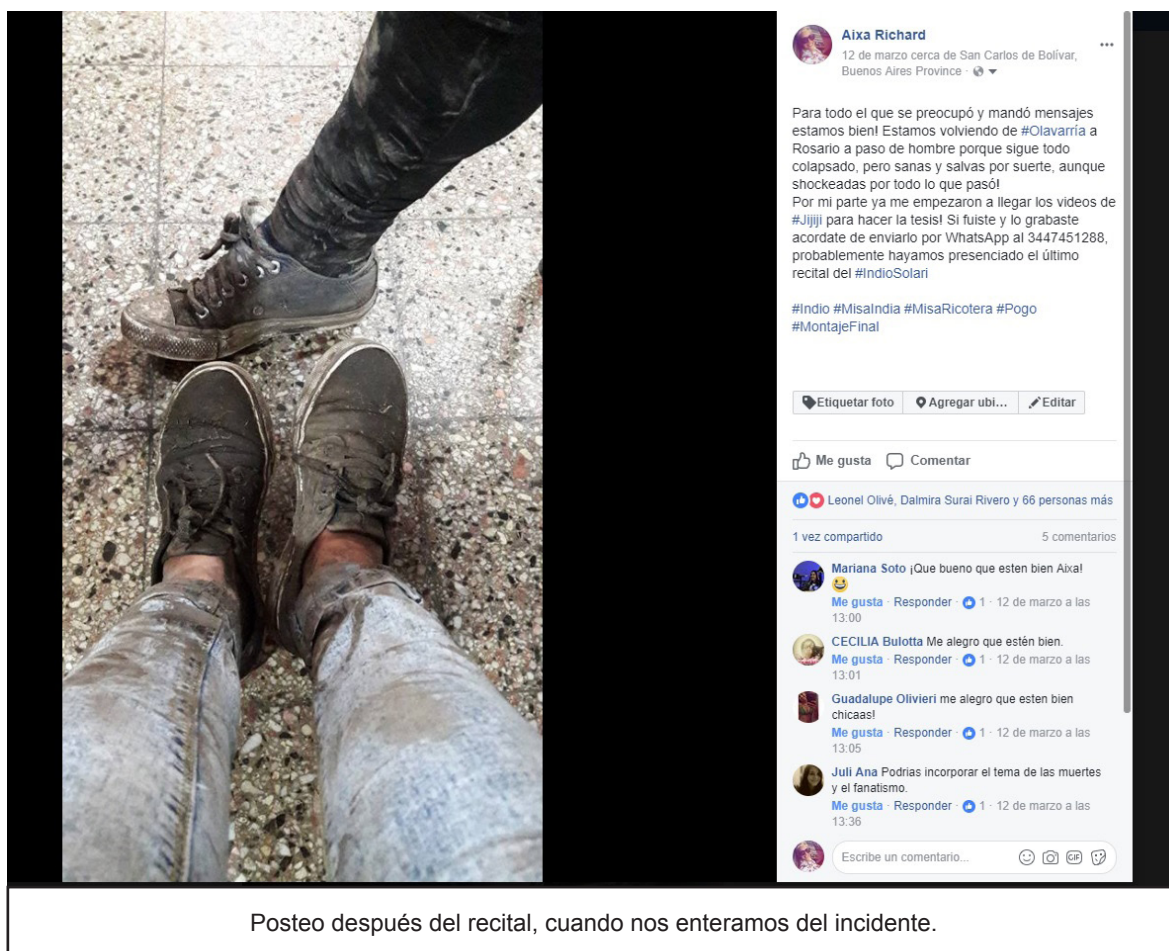 Aixa Richard
12 de marzo cerca de San Carlos de Bolívar,
Buenos Aires Province ·
Para todo el que se preocupó y mandó mensajes
estamos bien! Estamos volviendo de #Olavarría a
Rosario a paso de hombre porque sigue todo
colapsado, pero sanas y salvas por suerte, aunque
shockeadas por todo lo que pasó!
Por mi parte ya me empezaron a llegar los videos de
#Jijiji para hacer la tesis! Si fuiste y lo grabaste
acordate de enviarlo por WhatsApp al 3447451288,
probablemente hayamos presenciado el último
recital del #IndioSolari
#Indio #MisaIndia #MisaRicotera #Pogo
#MontajeFinal
Etiquetar foto Agregar ubi... Editar
Me gusta Comentar
Leonel Olivé, Dalmira Surai Rivero y 66 personas más
1 vez compartido 5 comentarios
Mariana Soto ¡Que bueno que esten bien Aixa!
Me gusta · Responder · 1 · 12 de marzo a las
13:00
CECILIA Bulotta Me alegro que estén bien.
Me gusta · Responder · 1 · 12 de marzo a las
13:01
Guadalupe Olivieri me alegro que esten bien
chicaas!
Me gusta · Responder · 1 · 12 de marzo a las
13:05
Juli Ana Podrias incorporar el tema de las muertes
y el fanatismo.
Me gusta · Responder · 1 · 12 de marzo a las
13:36
Escribe un comentario... GIF
Posteo después del recital, cuando nos enteramos del incidente.